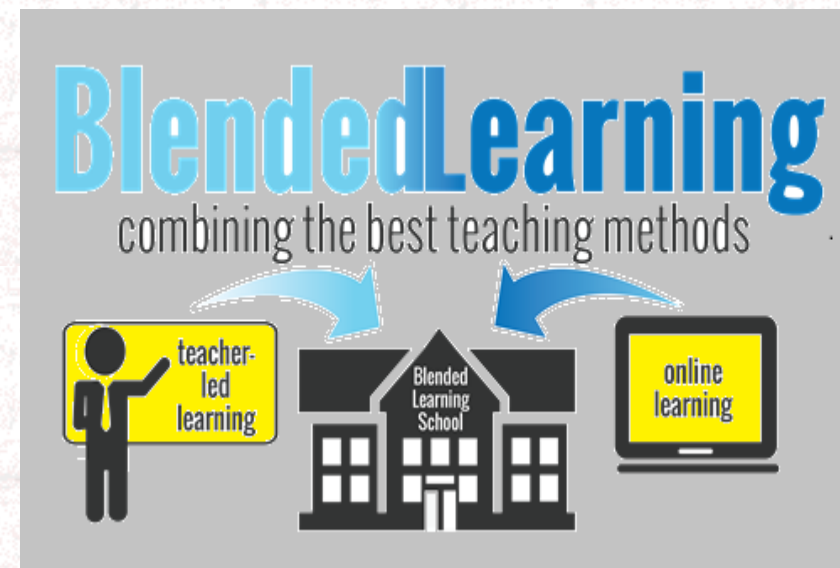 BlendedLearning
combining the best teaching methods
teacher-
led
learning
Blended
Learning
School
online
learning